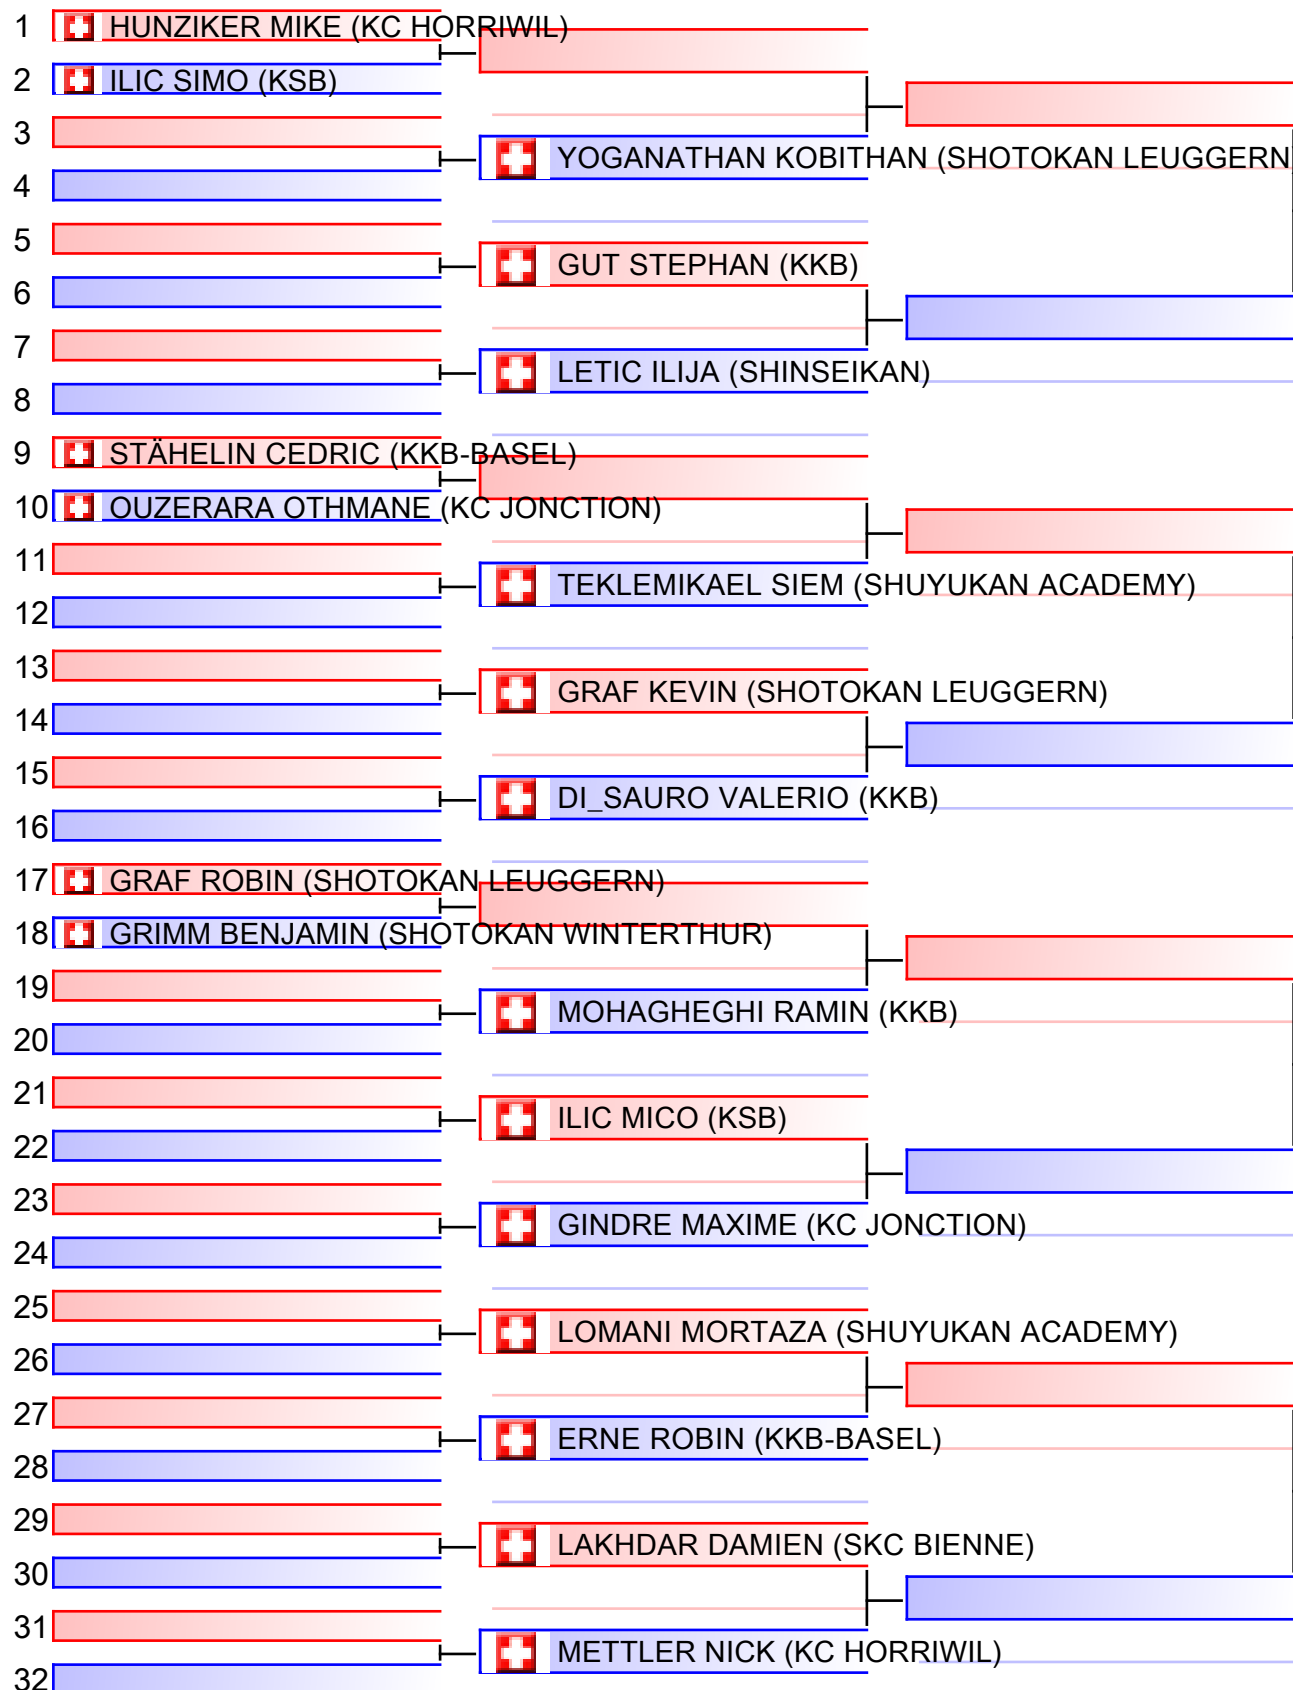 1 HUNZIKER MIKE (KC HORRIWIL)
2 ILIC SIMO (KSB)
3
YOGANATHAN KOBITHAN (SHOTOKAN LEUGGERN)
4
5
GUT STEPHAN (KKB)
6
7
LETIC ILIJA (SHINSEIKAN)
8
9 STÄHELIN CEDRIC (KKB-BASEL)
10 OUZERARA OTHMANE (KC JONCTION)
11
TEKLEMIKAEL SIEM (SHUYUKAN ACADEMY)
12
13
GRAF KEVIN (SHOTOKAN LEUGGERN)
14
15
DI_SAURO VALERIO (KKB)
16
17 GRAF ROBIN (SHOTOKAN LEUGGERN)
18 GRIMM BENJAMIN (SHOTOKAN WINTERTHUR)
19
MOHAGHEGHI RAMIN (KKB)
20
21
ILIC MICO (KSB)
22
23
GINDRE MAXIME (KC JONCTION)
24
25
LOMANI MORTAZA (SHUYUKAN ACADEMY)
26
27
ERNE ROBIN (KKB-BASEL)
28
29
LAKHDAR DAMIEN (SKC BIENNE)
30
31
METTLER NICK (KC HORRIWIL)
32